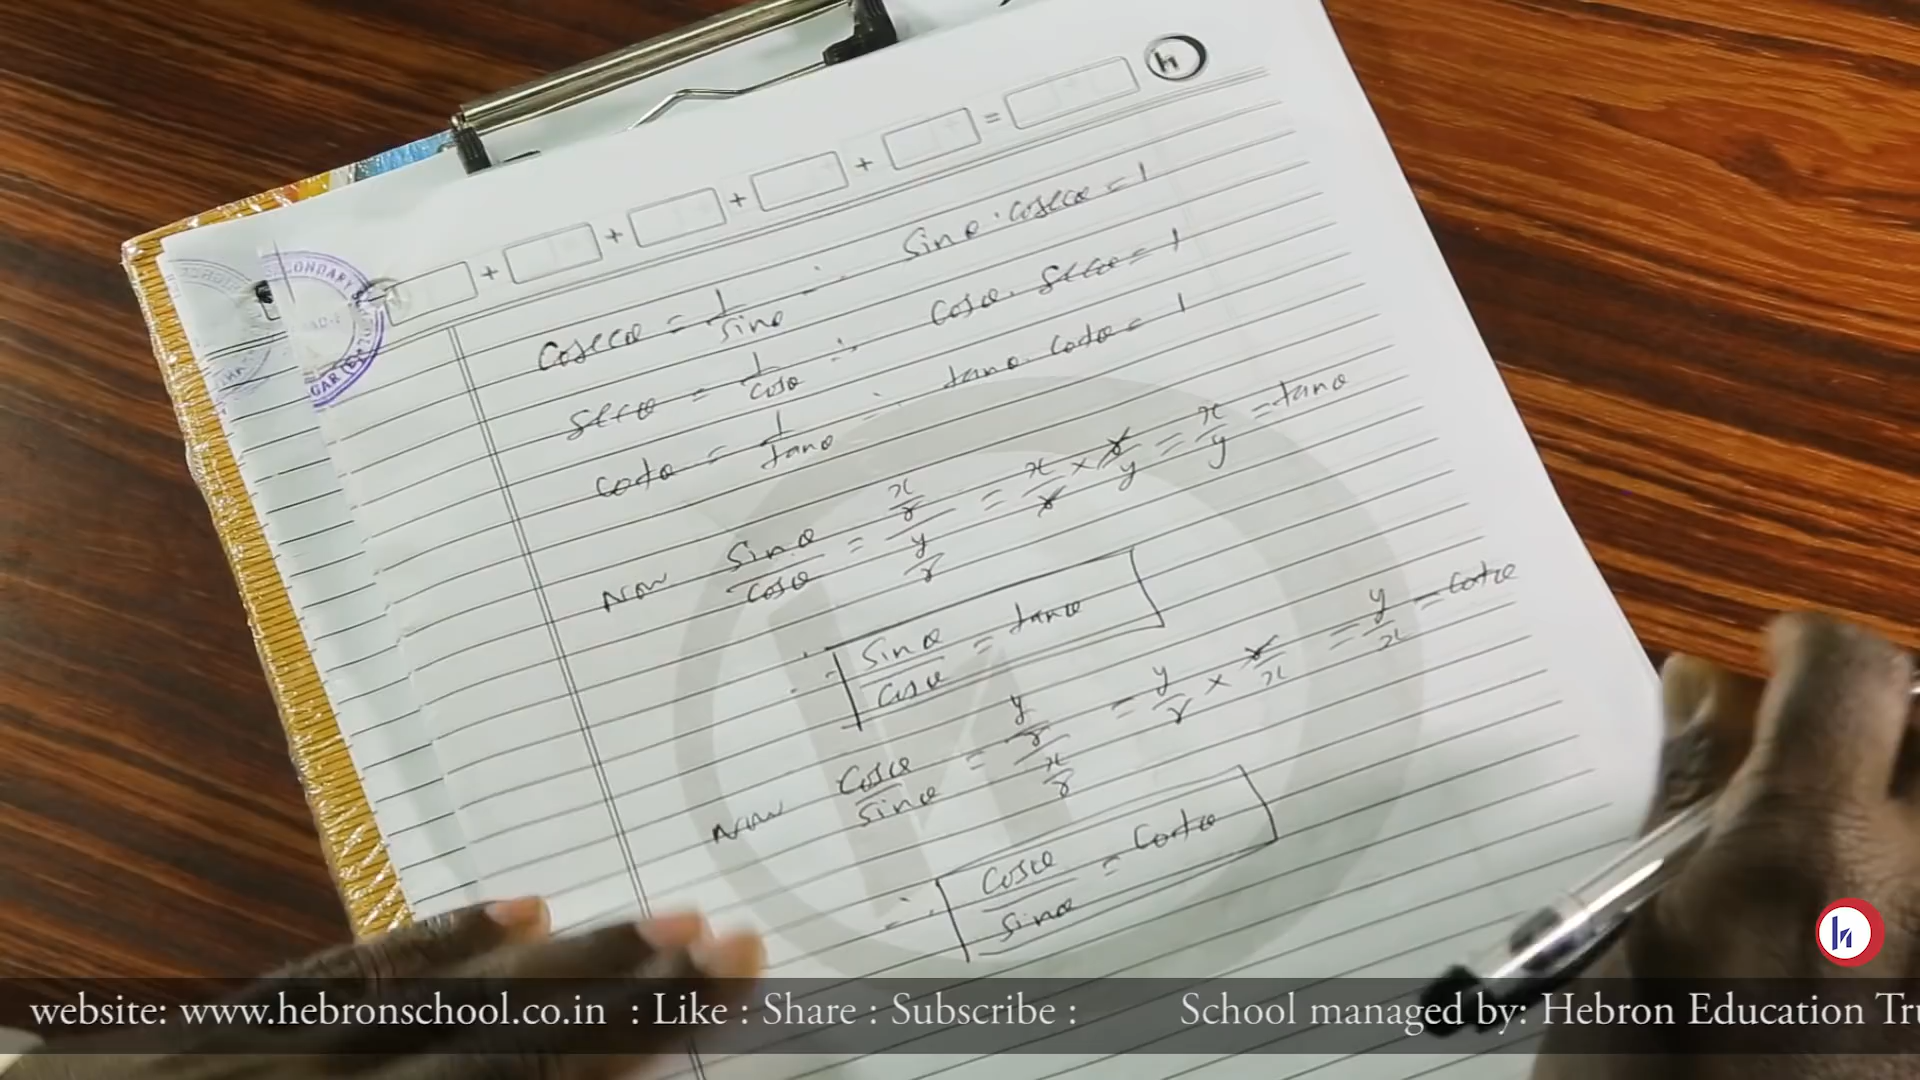 + + + + =
h
cosecθ = 1/sinθ ∴ sinθ · cosecθ = 1
secθ = 1/cosθ ∴ cosθ . secθ = 1
cotθ = 1/tanθ ∴ tanθ . cotθ = 1
Now sinθ/cosθ = (x/r)/(y/r) = x/r × r/y = x/y = tanθ
∴ sinθ/cosθ = tanθ
Now cosθ/sinθ = (y/r)/(x/r) = y/r × r/x = y/x = cotθ
∴ cosθ/sinθ = cotθ
website: www.hebronschool.co.in : Like : Share : Subscribe : School managed by: Hebron Education Tru